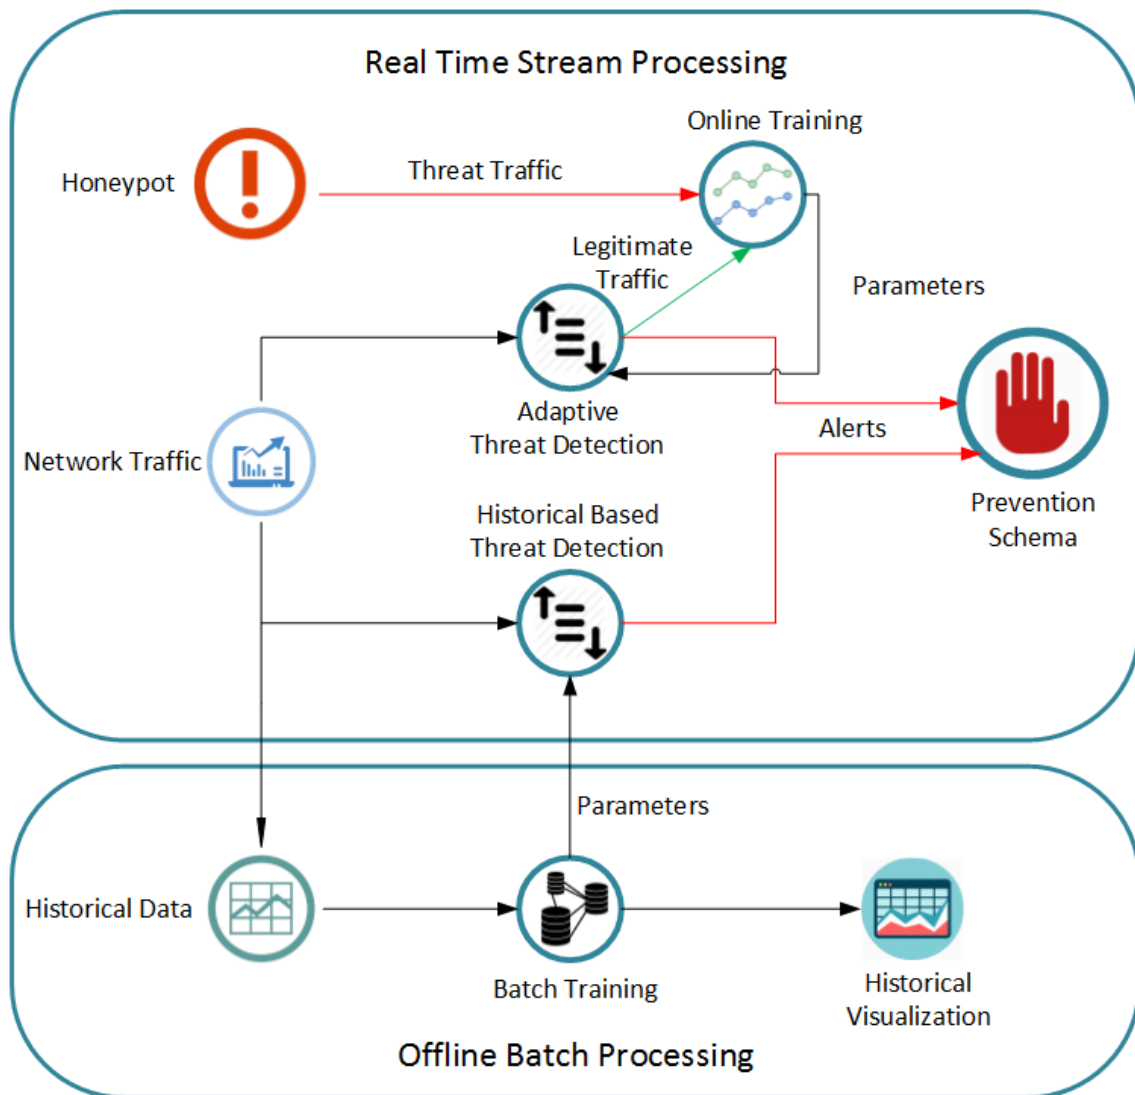 Real Time Stream Processing
Online Training
Honeypot
Threat Traffic
Legitimate
Traffic
Parameters
Adaptive
Threat Detection
Alerts
Network Traffic
Prevention
Schema
Historical Based
Threat Detection
Parameters
Historical Data
Batch Training
Historical
Visualization
Offline Batch Processing